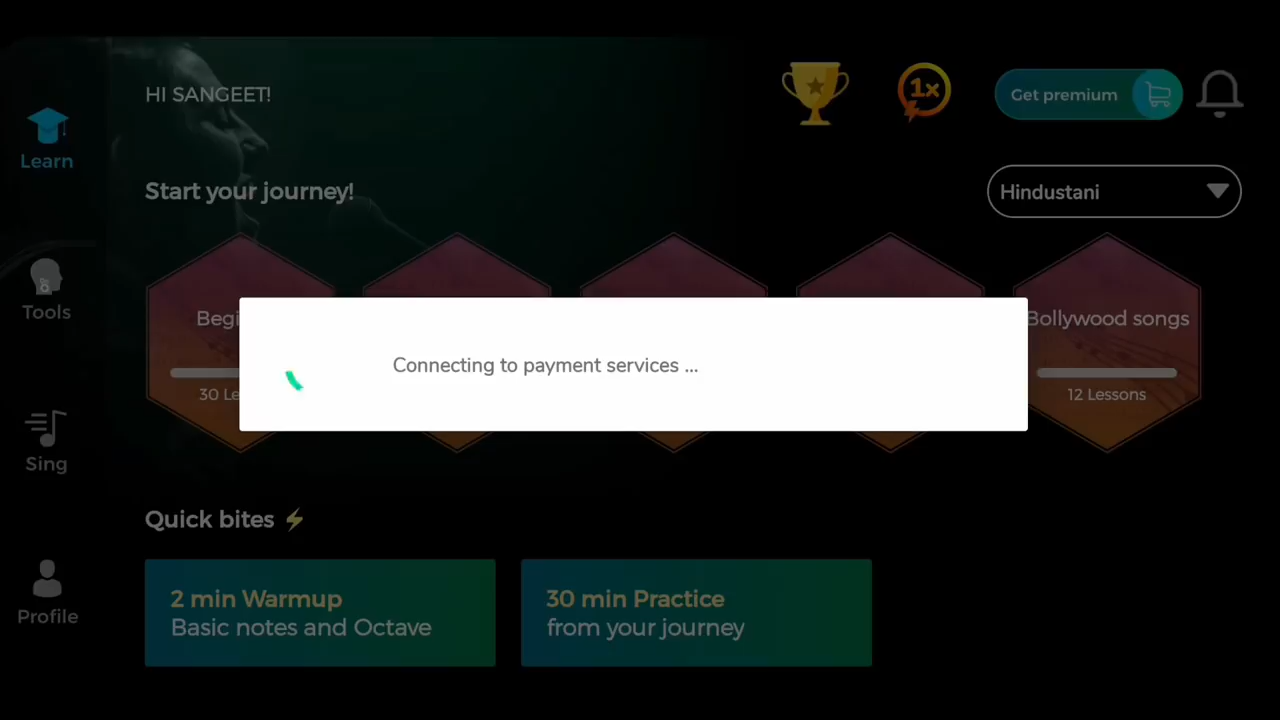 HI SANGEET!
1x
Get premium
Learn
Start your journey!
Hindustani
Tools
Bollywood songs
Connecting to payment services ...
12 Lessons
Sing
Quick bites
2 min Warmup
Basic notes and Octave
30 min Practice
from your journey
Profile